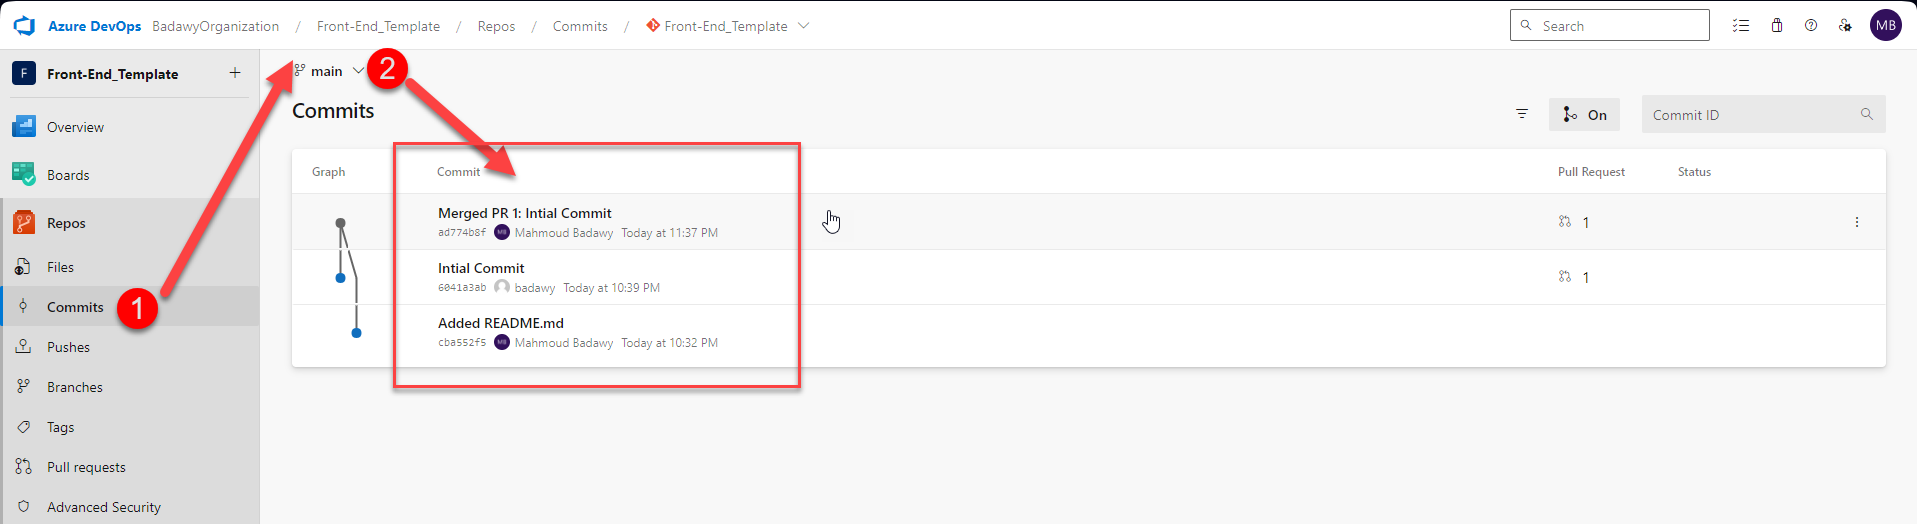 Azure DevOps BadawyOrganization / Front-End_Template / Repos / Commits / Front-End_Template
Search
MB
F Front-End_Template +
main
1
2
Overview
Boards
Repos
Files
Commits
Pushes
Branches
Tags
Pull requests
Advanced Security
Commits
On
Commit ID
Graph Commit Pull Request Status
Merged PR 1: Intial Commit
ad774b8f MB Mahmoud Badawy Today at 11:37 PM
1
Intial Commit
6041a3ab badawy Today at 10:39 PM
1
Added README.md
cba552f5 MB Mahmoud Badawy Today at 10:32 PM